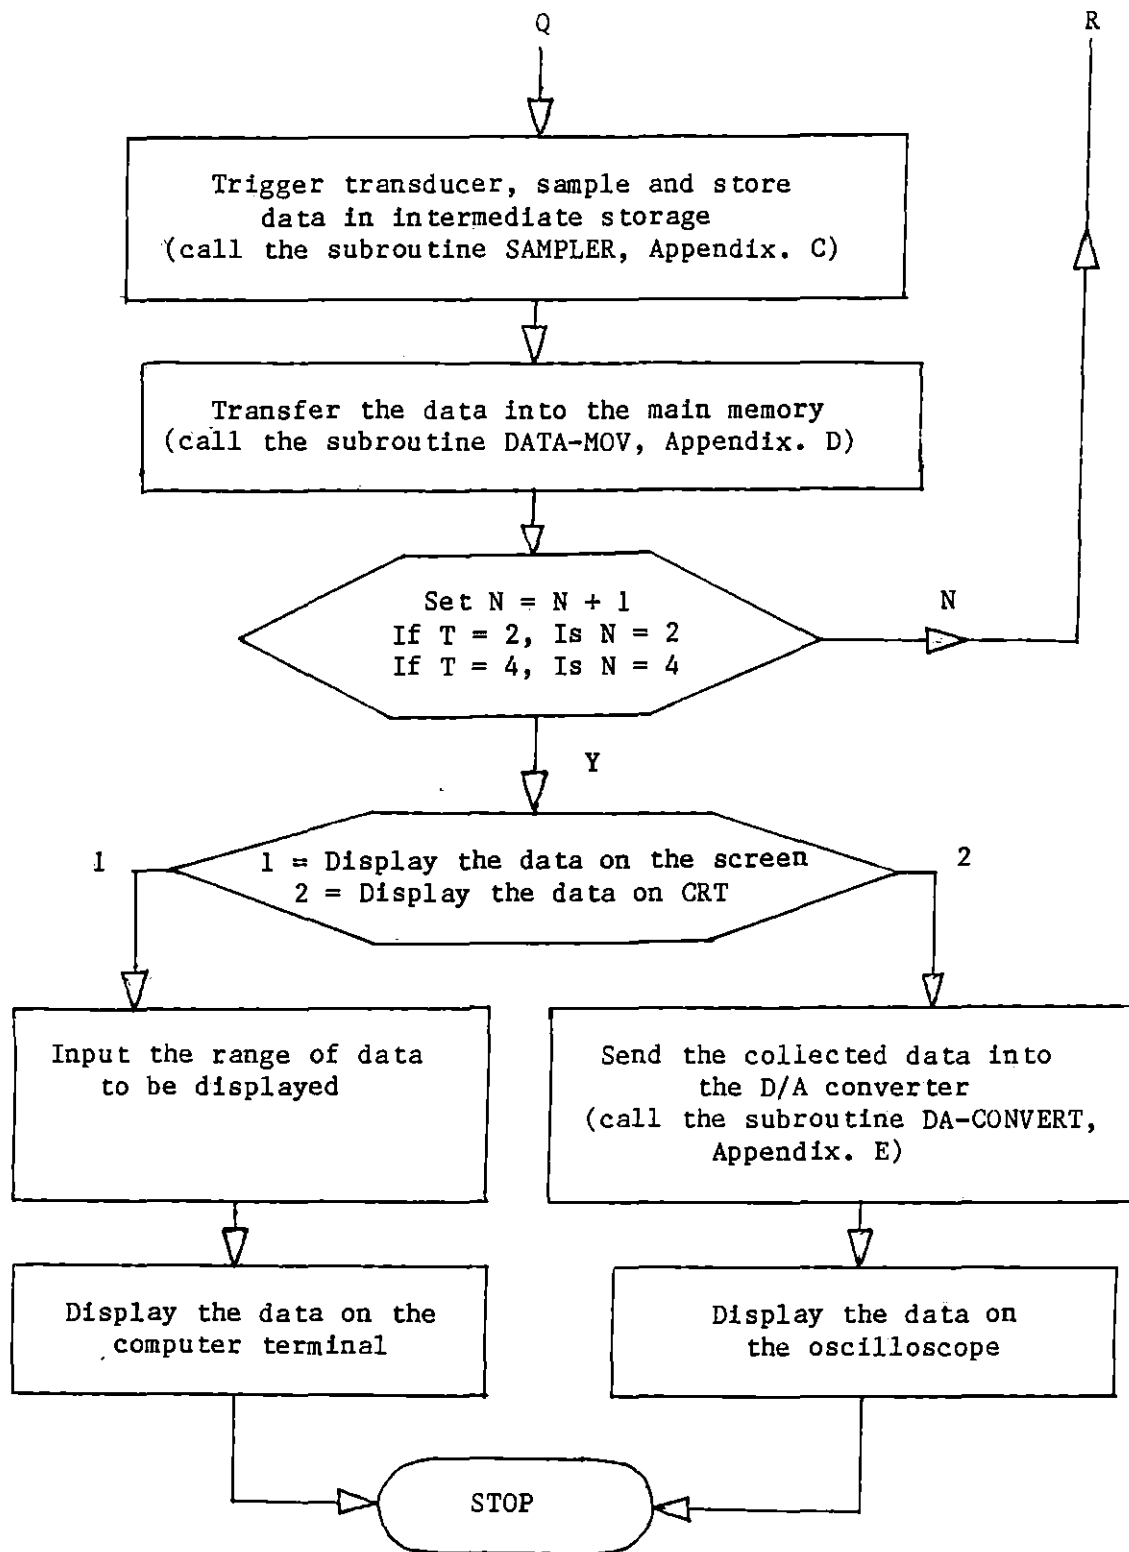 Q
R
Trigger transducer, sample and store
data in intermediate storage
(call the subroutine SAMPLER, Appendix. C)
Transfer the data into the main memory
(call the subroutine DATA-MOV, Appendix. D)
Set N = N + 1
If T = 2, Is N = 2
If T = 4, Is N = 4
N
Y
1
1 = Display the data on the screen
2 = Display the data on CRT
2
Input the range of data
to be displayed
Send the collected data into
the D/A converter
(call the subroutine DA-CONVERT,
Appendix. E)
Display the data on the
computer terminal
Display the data on
the oscilloscope
STOP